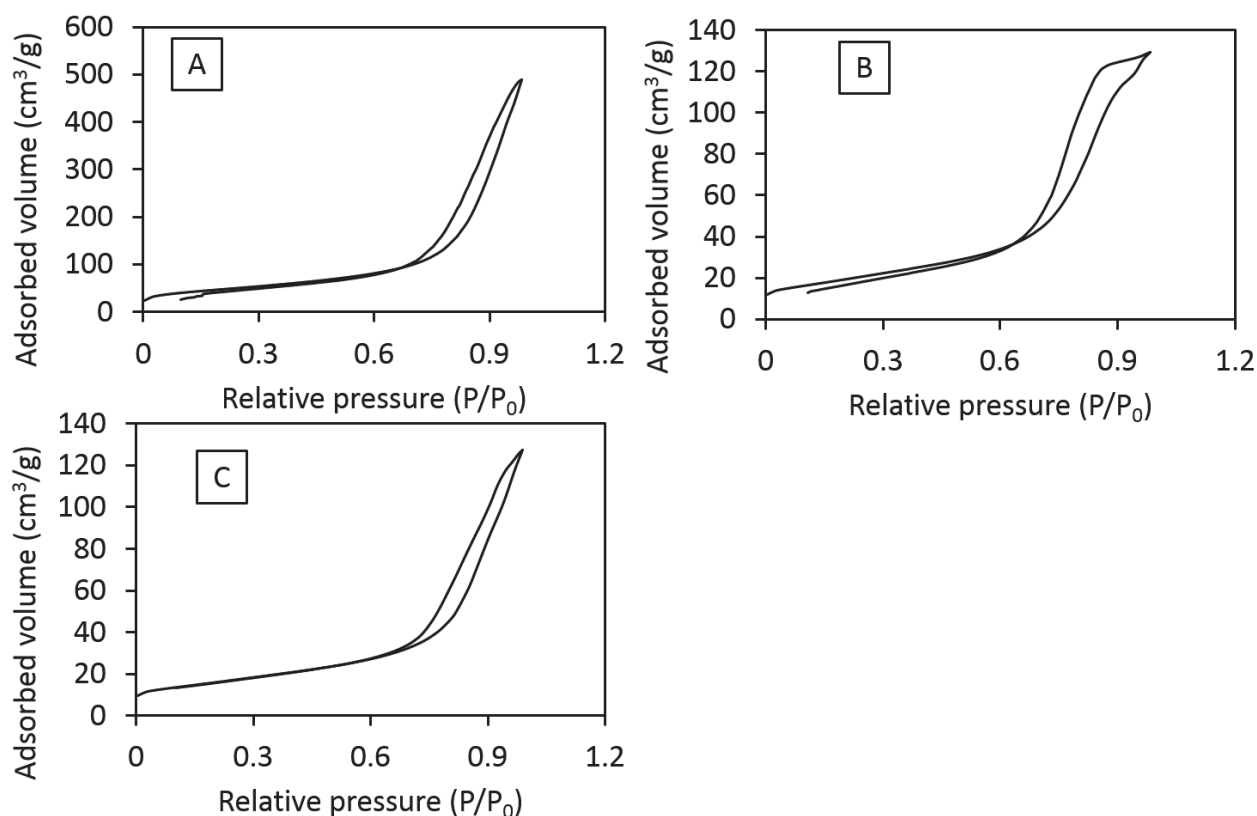 A
Adsorbed volume (cm³/g)
600
500
400
300
200
100
0
0 0.3 0.6 0.9 1.2
Relative pressure (P/P₀)
B
Adsorbed volume (cm³/g)
140
120
100
80
60
40
20
0
0 0.3 0.6 0.9 1.2
Relative pressure (P/P₀)
C
Adsorbed volume (cm³/g)
140
120
100
80
60
40
20
0
0 0.3 0.6 0.9 1.2
Relative pressure (P/P₀)